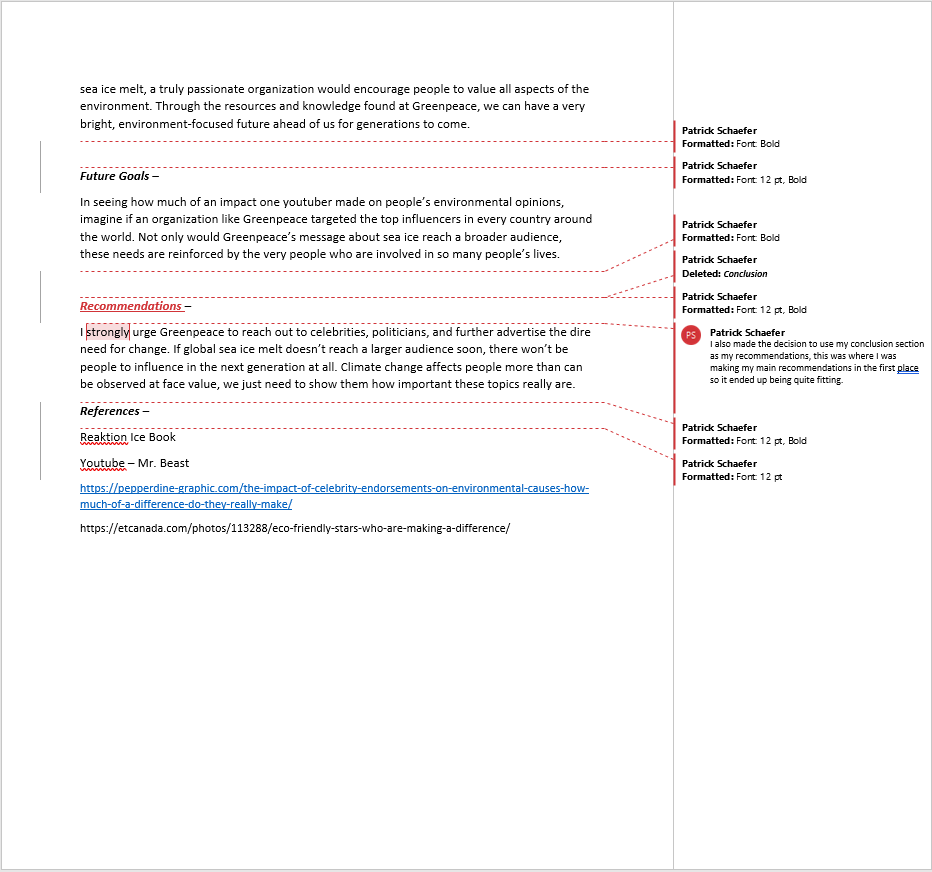 sea ice melt, a truly passionate organization would encourage people to value all aspects of the
environment. Through the resources and knowledge found at Greenpeace, we can have a very
bright, environment-focused future ahead of us for generations to come.
Future Goals –
In seeing how much of an impact one youtuber made on people's environmental opinions,
imagine if an organization like Greenpeace targeted the top influencers in every country around
the world. Not only would Greenpeace's message about sea ice reach a broader audience,
these needs are reinforced by the very people who are involved in so many people's lives.
Recommendations –
I strongly urge Greenpeace to reach out to celebrities, politicians, and further advertise the dire
need for change. If global sea ice melt doesn't reach a larger audience soon, there won't be
people to influence in the next generation at all. Climate change affects people more than can
be observed at face value, we just need to show them how important these topics really are.
References –
Reaktion Ice Book
Youtube – Mr. Beast
https://pepperdine-graphic.com/the-impact-of-celebrity-endorsements-on-environmental-causes-how-
much-of-a-difference-do-they-really-make/
https://etcanada.com/photos/113288/eco-friendly-stars-who-are-making-a-difference/
Patrick Schaefer
Formatted: Font: Bold
Patrick Schaefer
Formatted: Font: 12 pt, Bold
Patrick Schaefer
Formatted: Font: Bold
Patrick Schaefer
Deleted: Conclusion
Patrick Schaefer
Formatted: Font: 12 pt, Bold
PS
Patrick Schaefer
I also made the decision to use my conclusion section
as my recommendations, this was where I was
making my main recommendations in the first place
so it ended up being quite fitting.
Patrick Schaefer
Formatted: Font: 12 pt, Bold
Patrick Schaefer
Formatted: Font: 12 pt